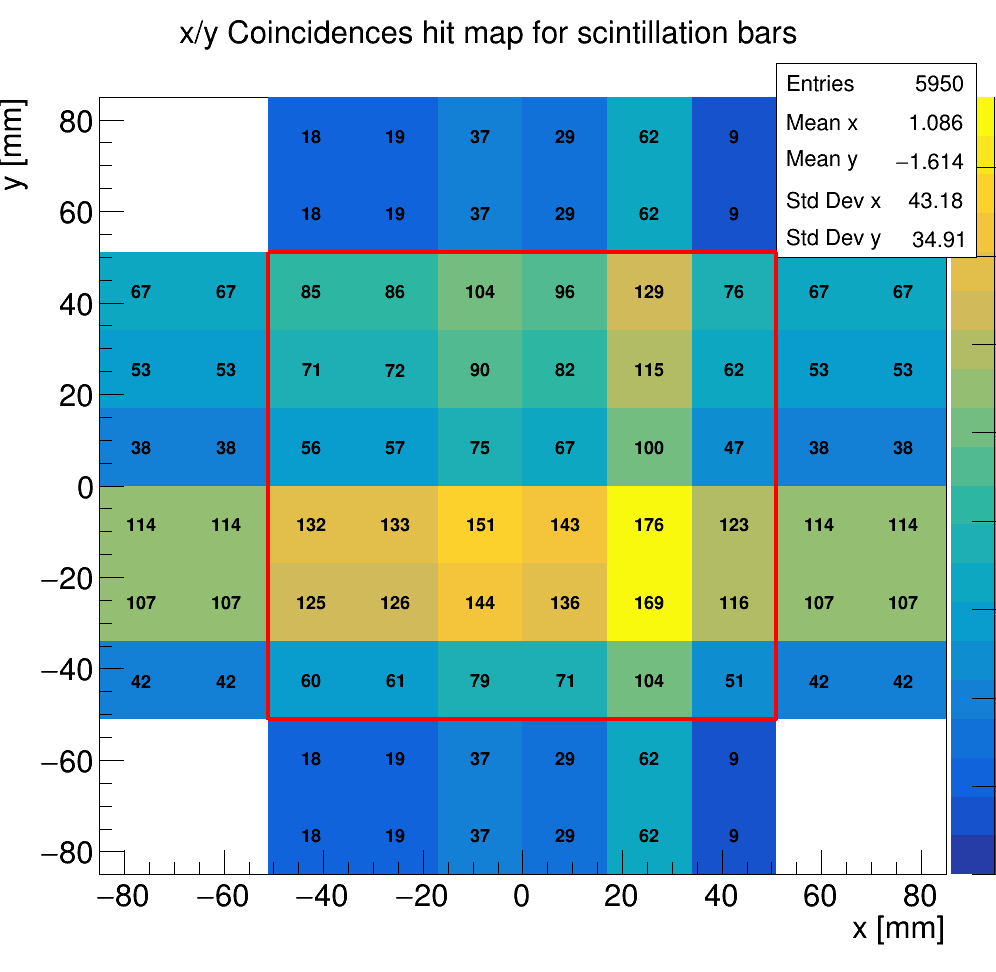 x/y Coincidences hit map for scintillation bars
Entries 5950
Mean x 1.086
Mean y −1.614
Std Dev x 43.18
Std Dev y 34.91
y [mm]
80 18 19 37 29 62 9
60 18 19 37 29 62 9
40 67 67 85 86 104 96 129 76 67 67
20 53 53 71 72 90 82 115 62 53 53
38 38 56 57 75 67 100 47 38 38
0
114 114 132 133 151 143 176 123 114 114
−20 107 107 125 126 144 136 169 116 107 107
−40 42 42 60 61 79 71 104 51 42 42
−60 18 19 37 29 62 9
−80 18 19 37 29 62 9
−80 −60 −40 −20 0 20 40 60 80
x [mm]